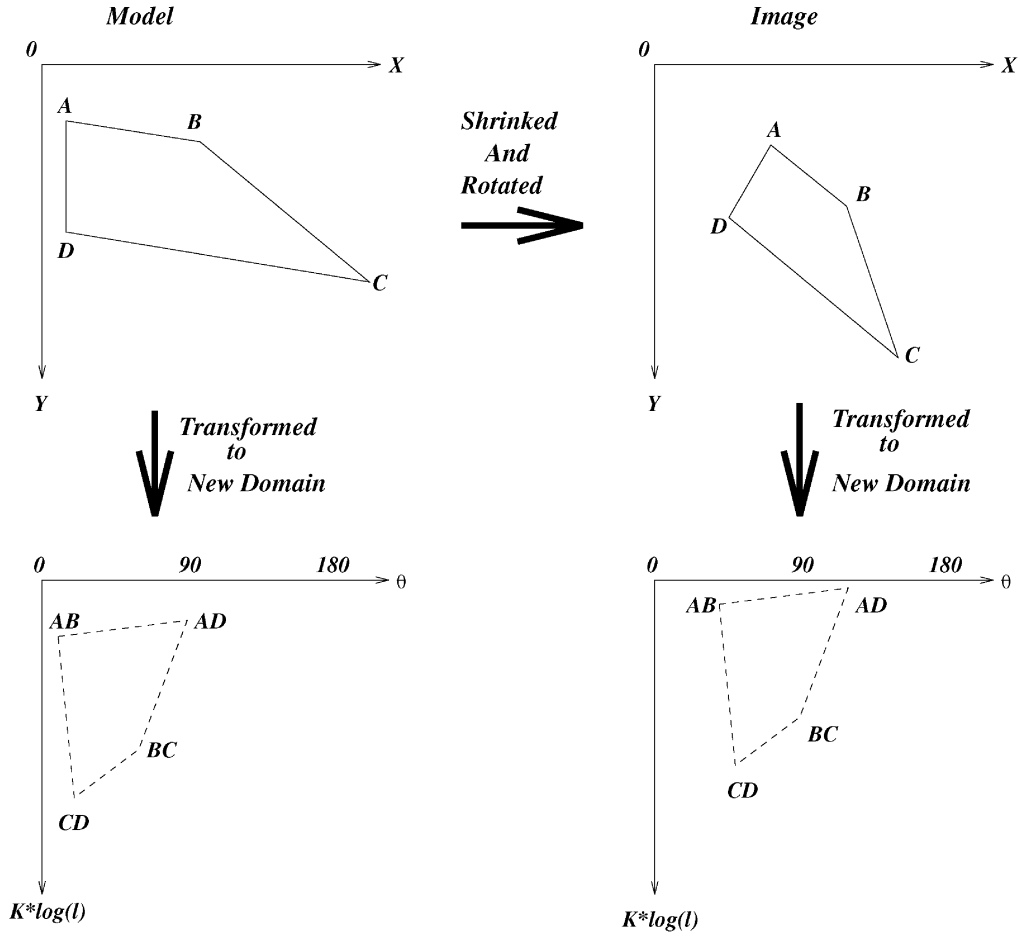 Model
0
X
A
B
D
C
Y
Shrinked
And
Rotated
Image
0
X
A
B
D
C
Y
Transformed
to
New Domain
Transformed
to
New Domain
0 90 180
θ
AB
AD
BC
CD
K*log(l)
0 90 180
θ
AB
AD
BC
CD
K*log(l)